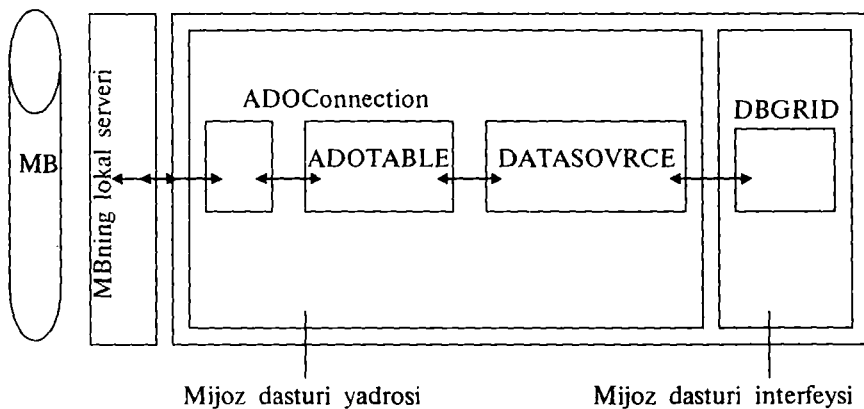 MB
MBning lokal serveri
ADOConnection
ADOTABLE
DATASOVRCE
DBGRID
Mijoz dasturi yadrosi
Mijoz dasturi interfeysi